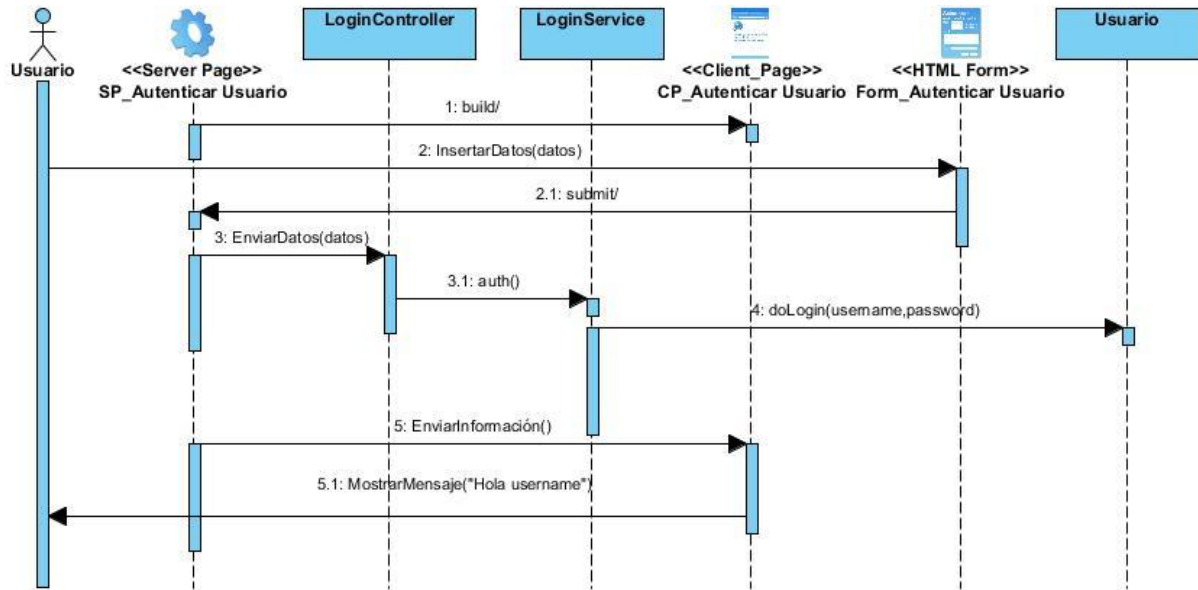 LoginController
LoginService
Usuario
Usuario
<<Server Page>>
SP_Autenticar Usuario
<<Client_Page>>
CP_Autenticar Usuario
<<HTML Form>>
Form_Autenticar Usuario
1: build/
2: InsertarDatos(datos)
2.1: submit/
3: EnviarDatos(datos)
3.1: auth()
4: doLogin(username,password)
5: EnviarInformación()
5.1: MostrarMensaje("Hola username")